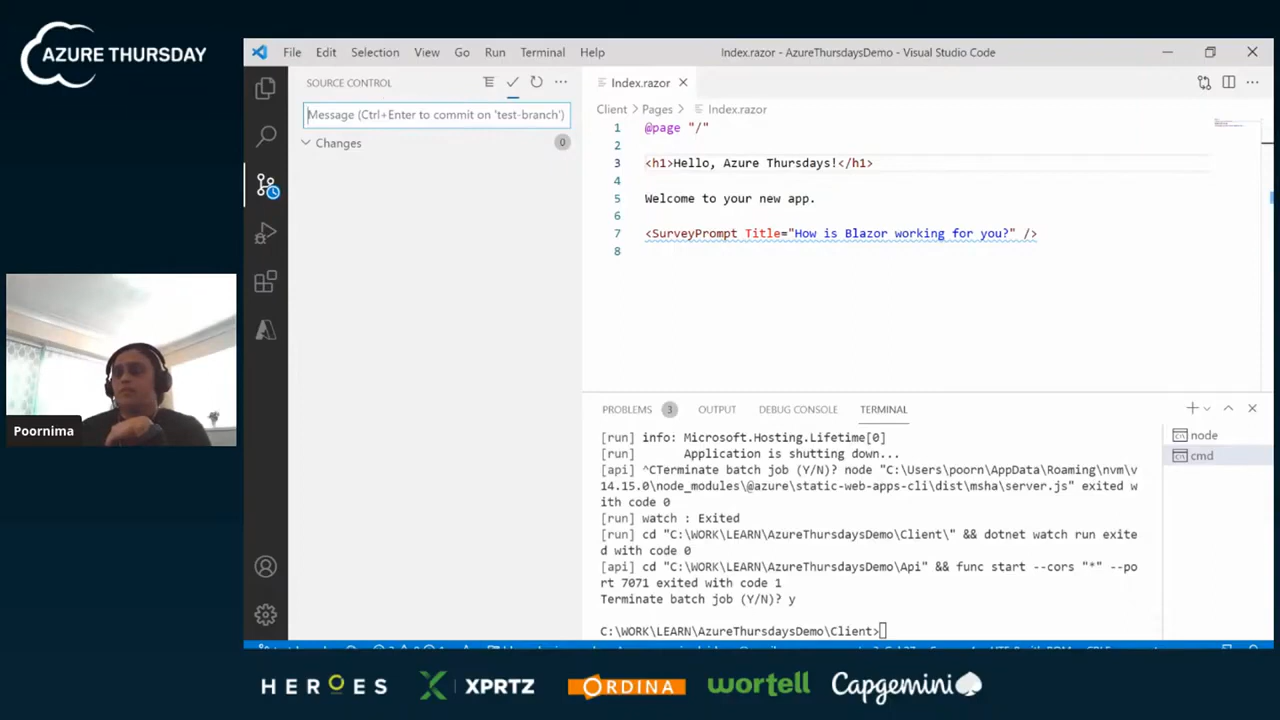 AZURE THURSDAY
File Edit Selection View Go Run Terminal Help
Index.razor - AzureThursdaysDemo - Visual Studio Code
SOURCE CONTROL
Message (Ctrl+Enter to commit on 'test-branch')
Changes
0
Index.razor
Client > Pages > Index.razor
1 @page "/"
2
3 <h1>Hello, Azure Thursdays!</h1>
4
5 Welcome to your new app.
6
7 <SurveyPrompt Title="How is Blazor working for you?" />
8
PROBLEMS 3 OUTPUT DEBUG CONSOLE TERMINAL
[run] info: Microsoft.Hosting.Lifetime[0]
[run] Application is shutting down...
[api] ^CTerminate batch job (Y/N)? node "C:\Users\poorn\AppData\Roaming\nvm\v
14.15.0\node_modules\@azure\static-web-apps-cli\dist\msha\server.js" exited w
ith code 0
[run] watch : Exited
[run] cd "C:\WORK\LEARN\AzureThursdaysDemo\Client\" && dotnet watch run exite
d with code 0
[api] cd "C:\WORK\LEARN\AzureThursdaysDemo\Api" && func start --cors "*" --po
rt 7071 exited with code 1
Terminate batch job (Y/N)? y
C:\WORK\LEARN\AzureThursdaysDemo\Client>
node
cmd
Poornima
HEROES
XPRTZ
ORDINA
wortell
Capgemini